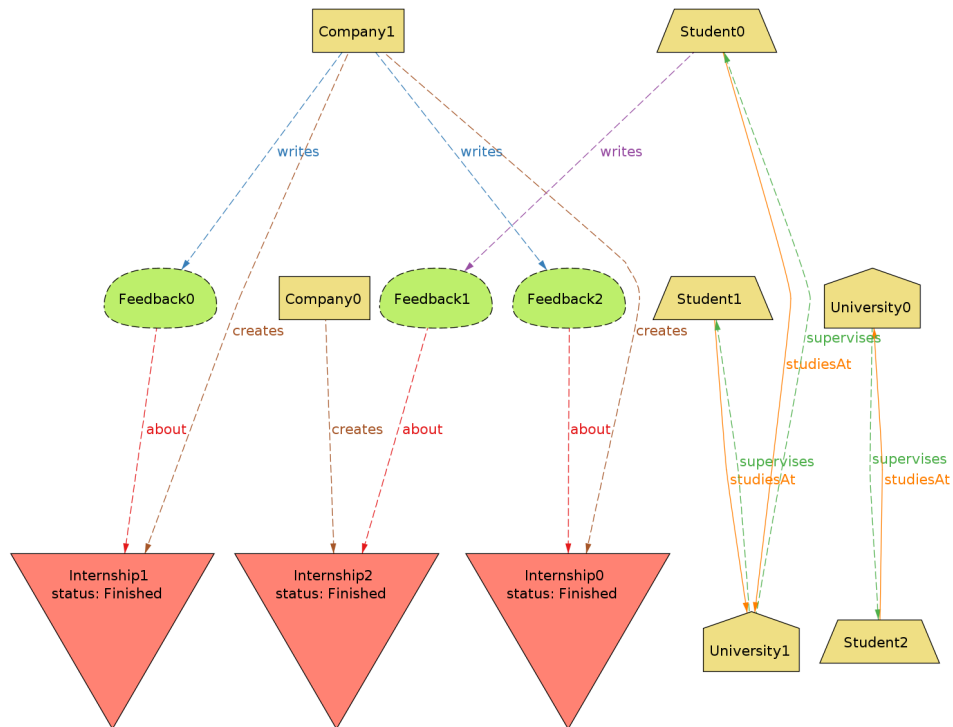 Company1
Student0
writes
writes
writes
Feedback0
Company0
Feedback1
Feedback2
Student1
University0
creates
creates
supervises
studiesAt
about
creates
about
about
supervises
studiesAt
supervises
studiesAt
Internship1
status: Finished
Internship2
status: Finished
Internship0
status: Finished
University1
Student2